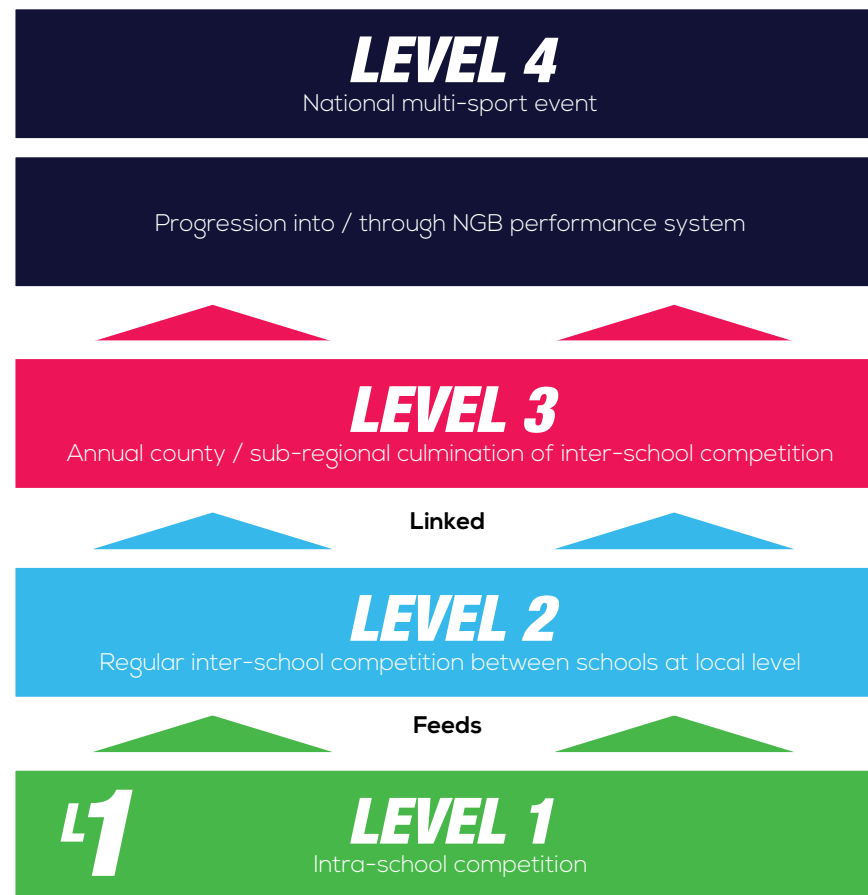 LEVEL 4
National multi-sport event
Progression into / through NGB performance system
LEVEL 3
Annual county / sub-regional culmination of inter-school competition
Linked
LEVEL 2
Regular inter-school competition between schools at local level
Feeds
L1
LEVEL 1
Intra-school competition